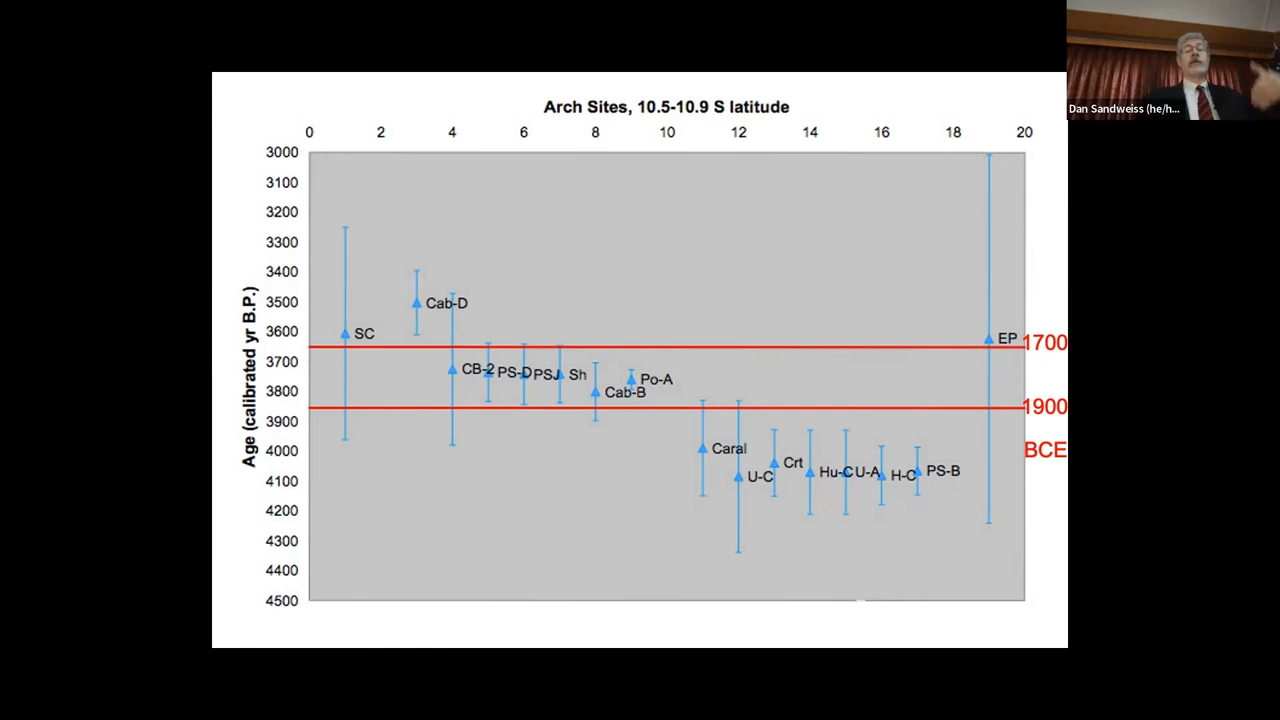 Dan Sandweiss (he/h...
Arch Sites, 10.5-10.9 S latitude
0 2 4 6 8 10 12 14 16 18 20
Age (calibrated yr B.P.)
3000
3100
3200
3300
3400
3500
3600
3700
3800
3900
4000
4100
4200
4300
4400
4500
SC
Cab-D
CB-2
PS-D
PSJ
Sh
Cab-B
Po-A
Caral
U-C
Crt
Hu-C
U-A
H-C
PS-B
EP
1700
1900
BCE